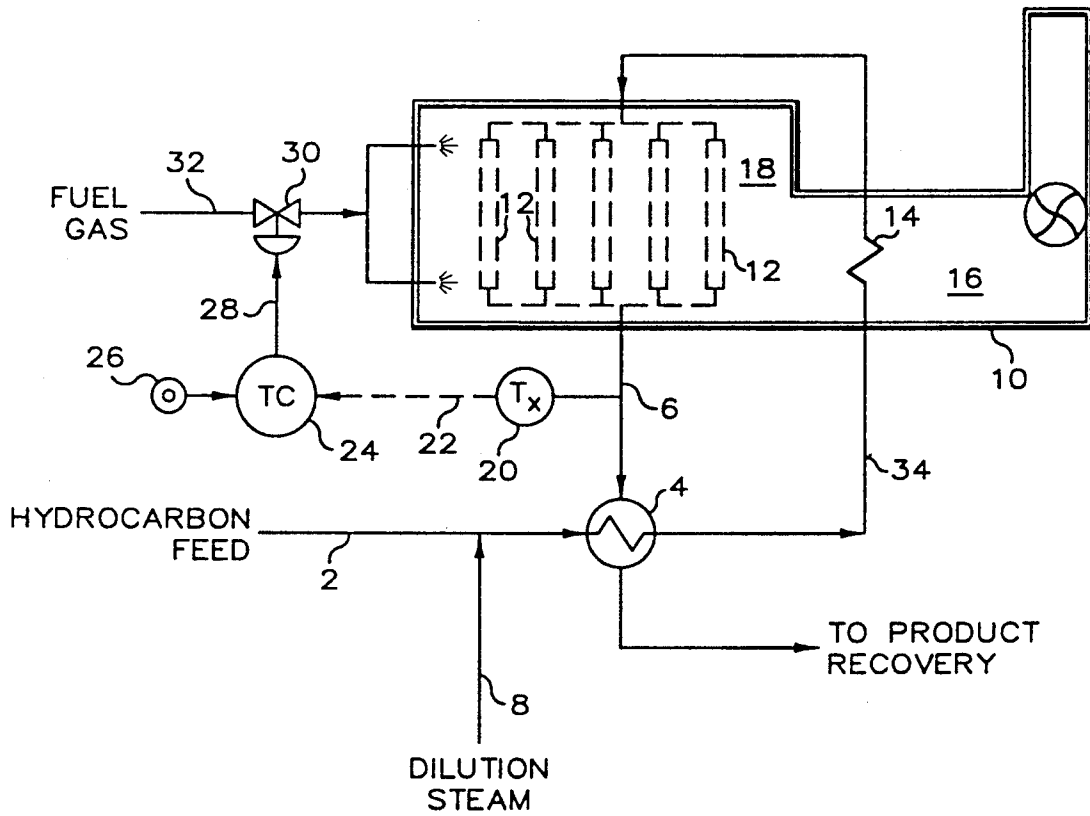 30
32
FUEL
GAS
12
18
14
12
16
10
28
26
TC
24
22
Tx
20
6
4
34
HYDROCARBON
FEED
2
8
TO PRODUCT
RECOVERY
DILUTION
STEAM